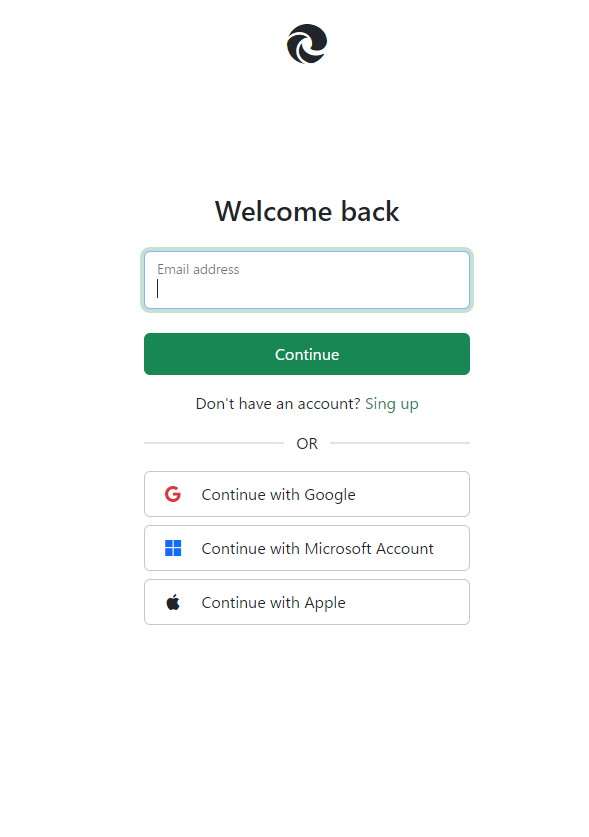 Welcome back
Email address
Continue
Don't have an account? Sing up
OR
Continue with Google
Continue with Microsoft Account
Continue with Apple